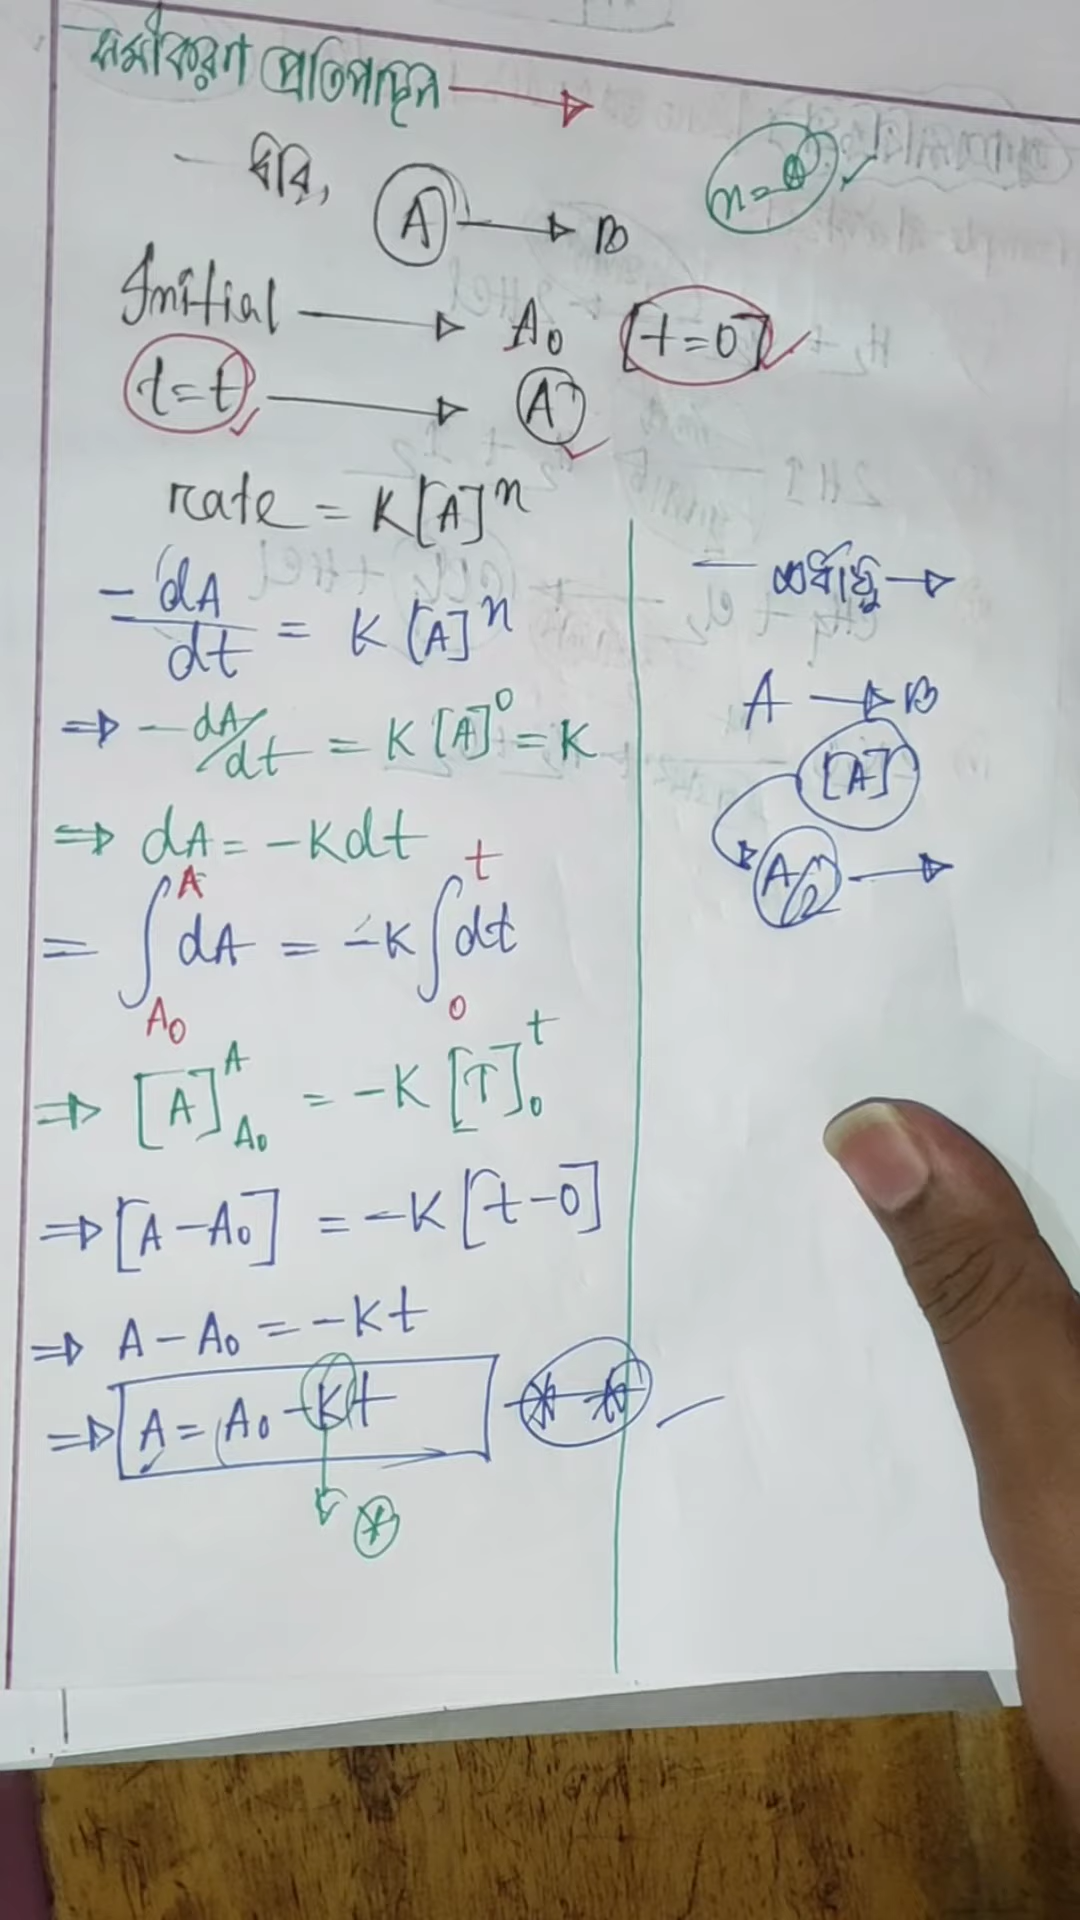 সমীকরণ প্রতিপাদন →
- ধরি, A → B
n=0
Initial → A₀ [t=0]
t=t → A
rate = K[A]ⁿ
-dA/dt = K[A]ⁿ
⇒ -dA/dt = K[A]⁰ = K
⇒ dA = -Kdt
= ∫_{A₀}^{A} dA = -K∫_{0}^{t} dt
⇒ [A]_{A₀}^{A} = -K[T]_{0}^{t}
⇒ [A-A₀] = -K[t-0]
⇒ A-A₀ = -Kt
⇒ A = A₀ -Kt
- অর্ধায়ু →
A → B
[A]
A/2 →